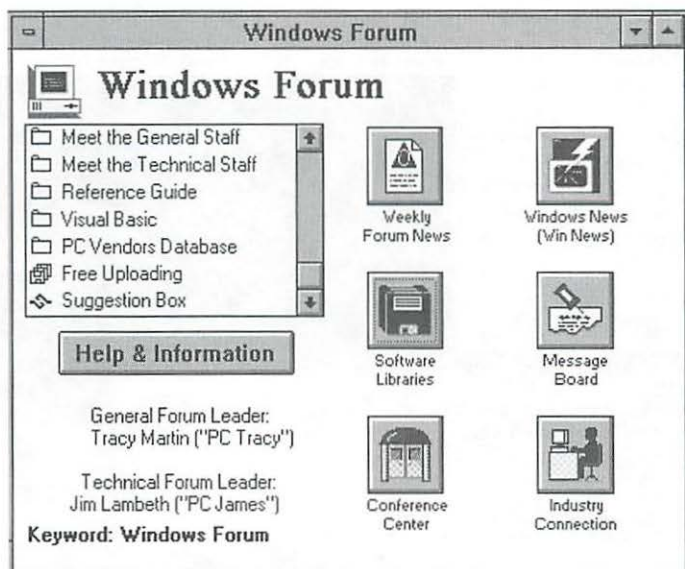 Windows Forum
Windows Forum
Meet the General Staff
Meet the Technical Staff
Reference Guide
Visual Basic
PC Vendors Database
Free Uploading
Suggestion Box
Help & Information
General Forum Leader:
Tracy Martin ("PC Tracy")
Technical Forum Leader:
Jim Lambeth ("PC James")
Keyword: Windows Forum
Weekly
Forum News
Windows News
(Win News)
Software
Libraries
Message
Board
Conference
Center
Industry
Connection